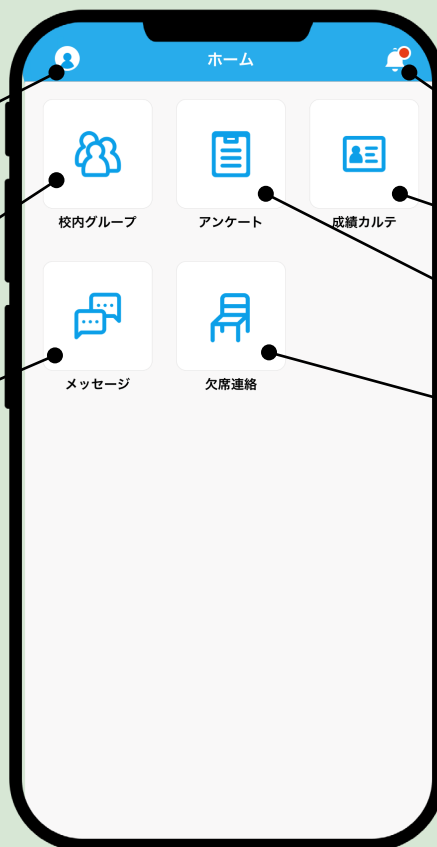 ホーム
校内グループ
アンケート
成績カルテ
メッセージ
欠席連絡